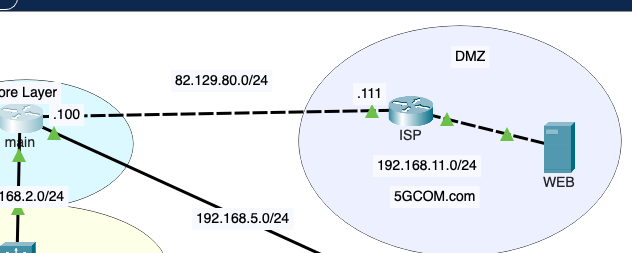 DMZ
82.129.80.0/24
ore Layer
.111
.100
ISP
main
192.168.11.0/24
WEB
168.2.0/24
5GCOM.com
192.168.5.0/24